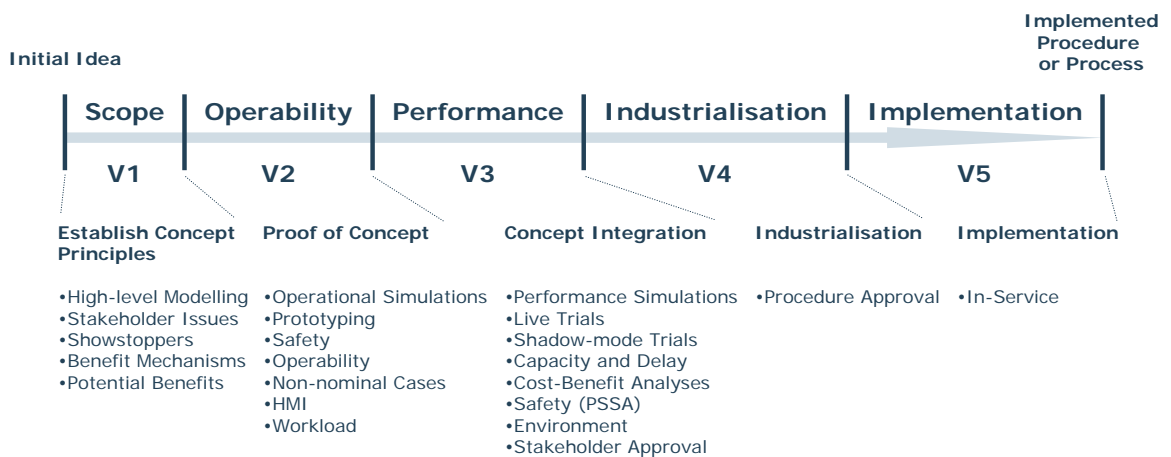 Implemented
Procedure
or Process
Initial Idea
Scope
Operability
Performance
Industrialisation
Implementation
V1
V2
V3
V4
V5
Establish Concept
Principles
•High-level Modelling
•Stakeholder Issues
•Showstoppers
•Benefit Mechanisms
•Potential Benefits
Proof of Concept
•Operational Simulations
•Prototyping
•Safety
•Operability
•Non-nominal Cases
•HMI
•Workload
Concept Integration
•Performance Simulations
•Live Trials
•Shadow-mode Trials
•Capacity and Delay
•Cost-Benefit Analyses
•Safety (PSSA)
•Environment
•Stakeholder Approval
Industrialisation
•Procedure Approval
Implementation
•In-Service